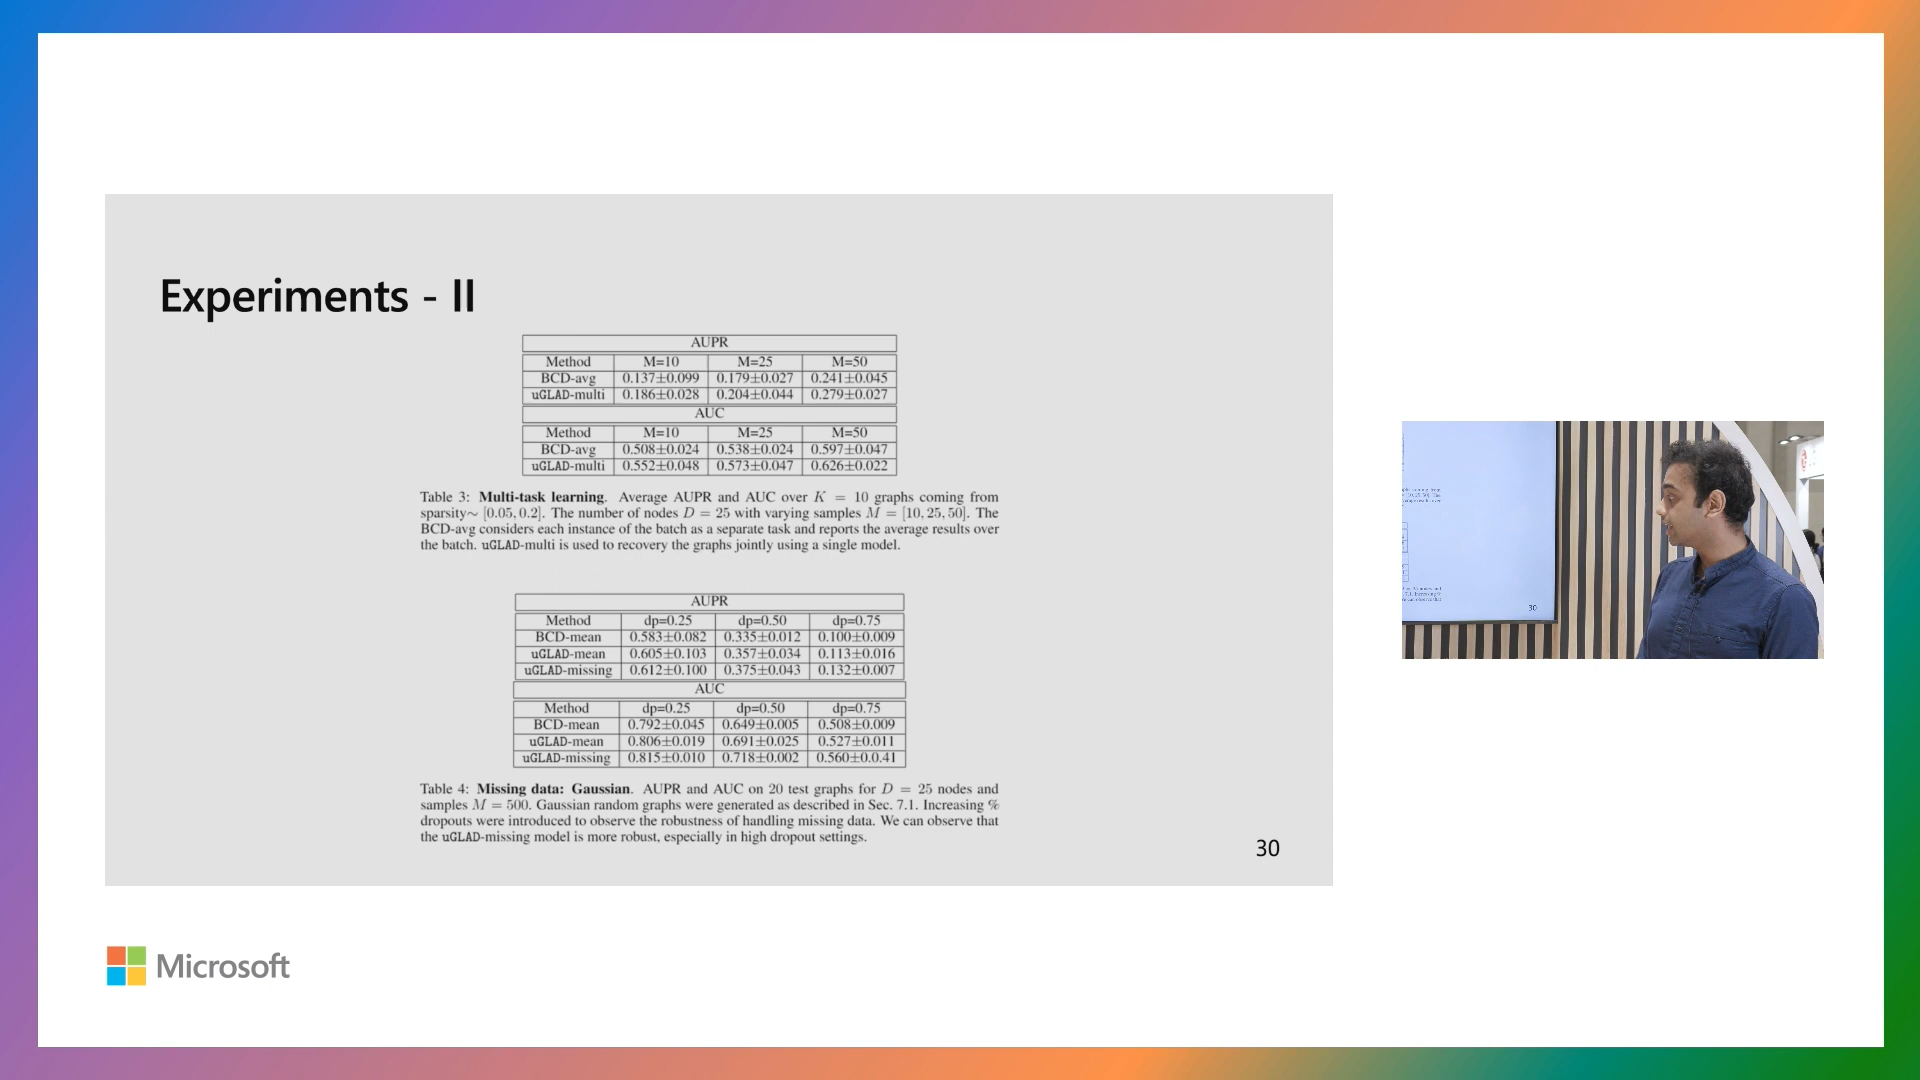 Experiments - II
AUPR
Method M=10 M=25 M=50
BCD-avg 0.137±0.099 0.179±0.027 0.241±0.045
uGLAD-multi 0.186±0.028 0.204±0.044 0.279±0.027
AUC
Method M=10 M=25 M=50
BCD-avg 0.508±0.024 0.538±0.024 0.597±0.047
uGLAD-multi 0.552±0.048 0.573±0.047 0.626±0.022
Table 3: Multi-task learning. Average AUPR and AUC over K = 10 graphs coming from
sparsity∼ [0.05, 0.2]. The number of nodes D = 25 with varying samples M = [10, 25, 50]. The
BCD-avg considers each instance of the batch as a separate task and reports the average results over
the batch. uGLAD-multi is used to recovery the graphs jointly using a single model.
AUPR
Method dp=0.25 dp=0.50 dp=0.75
BCD-mean 0.583±0.082 0.335±0.012 0.100±0.009
uGLAD-mean 0.605±0.103 0.357±0.034 0.113±0.016
uGLAD-missing 0.612±0.100 0.375±0.043 0.132±0.007
AUC
Method dp=0.25 dp=0.50 dp=0.75
BCD-mean 0.792±0.045 0.649±0.005 0.508±0.009
uGLAD-mean 0.806±0.019 0.691±0.025 0.527±0.011
uGLAD-missing 0.815±0.010 0.718±0.002 0.560±0.0.41
Table 4: Missing data: Gaussian. AUPR and AUC on 20 test graphs for D = 25 nodes and
samples M = 500. Gaussian random graphs were generated as described in Sec. 7.1. Increasing %
dropouts were introduced to observe the robustness of handling missing data. We can observe that
the uGLAD-missing model is more robust, especially in high dropout settings.
30
30
Microsoft